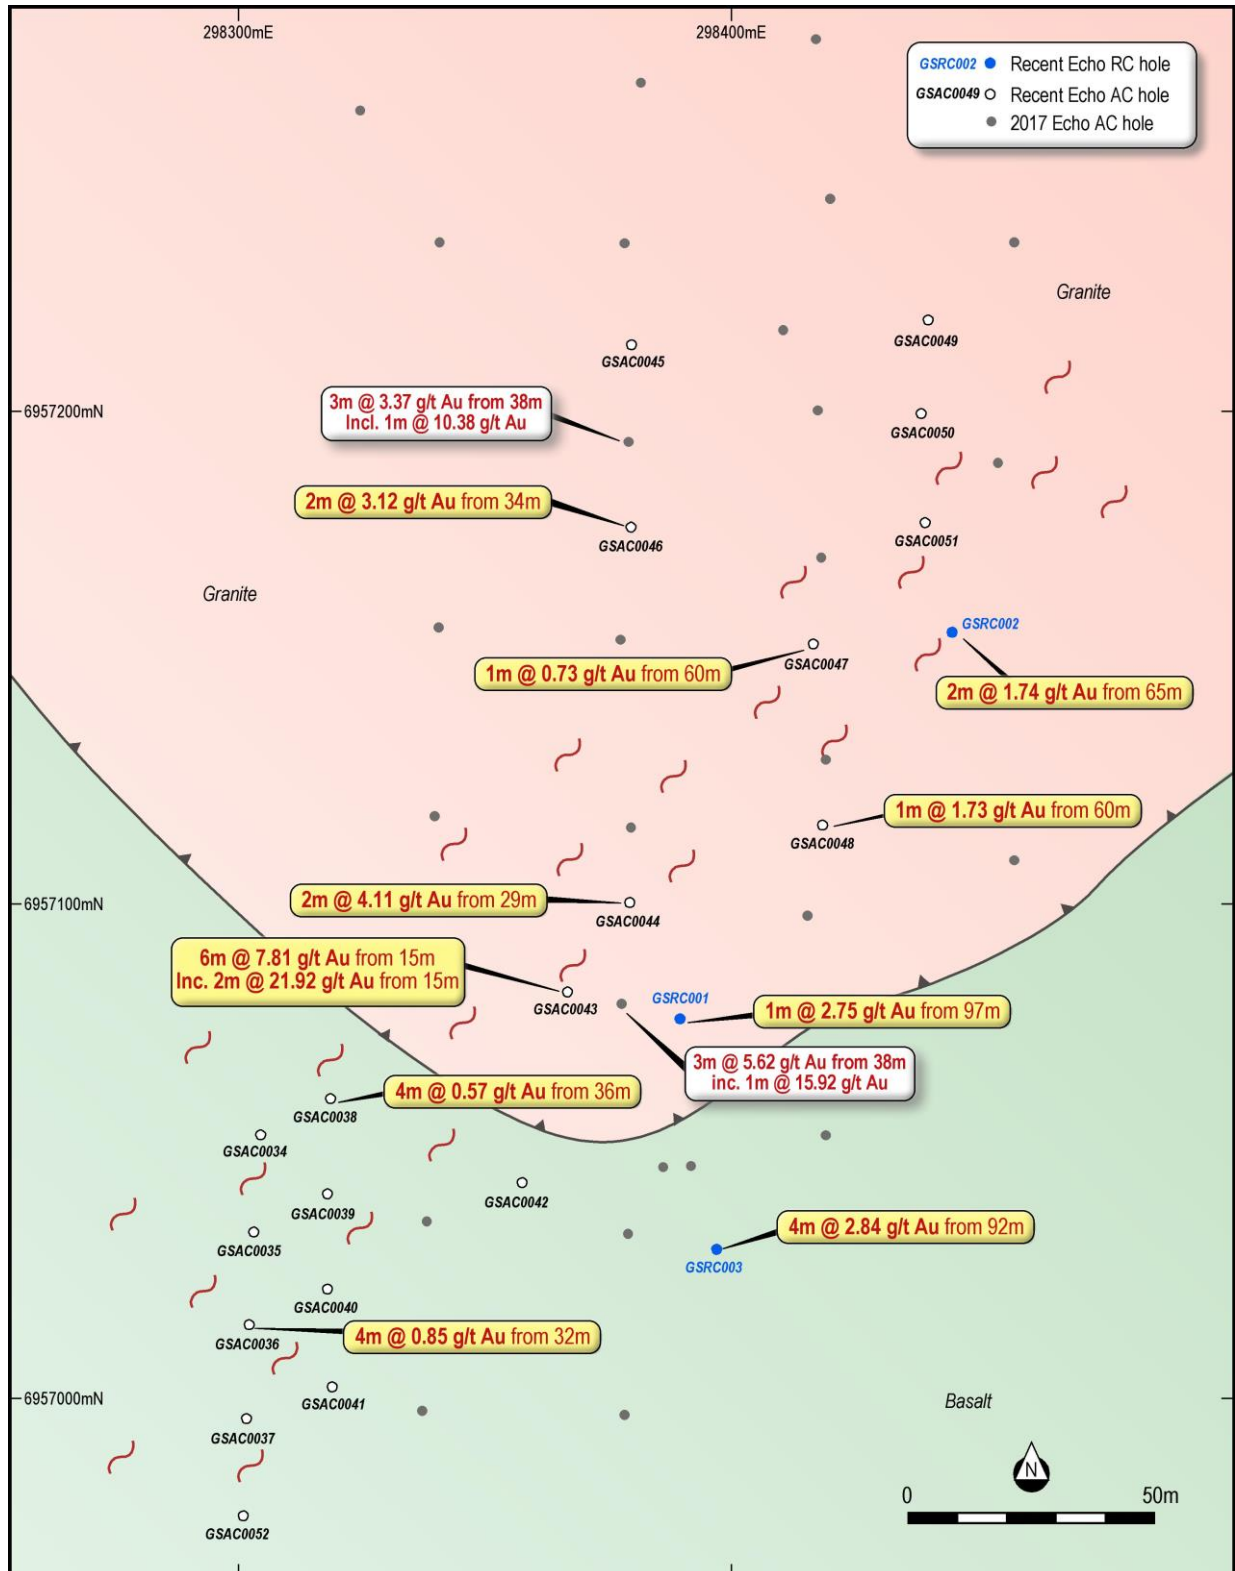 298300mE
298400mE
GSRC002 Recent Echo RC hole
GSAC0049 Recent Echo AC hole
2017 Echo AC hole
Granite
GSAC0049
GSAC0045
3m @ 3.37 g/t Au from 38m
Incl. 1m @ 10.38 g/t Au
6957200mN
GSAC0050
2m @ 3.12 g/t Au from 34m
GSAC0046
GSAC0051
Granite
GSRC002
GSAC0047
1m @ 0.73 g/t Au from 60m
2m @ 1.74 g/t Au from 65m
1m @ 1.73 g/t Au from 60m
GSAC0048
2m @ 4.11 g/t Au from 29m
6957100mN
GSAC0044
6m @ 7.81 g/t Au from 15m
Inc. 2m @ 21.92 g/t Au from 15m
GSAC0043
GSRC001
1m @ 2.75 g/t Au from 97m
3m @ 5.62 g/t Au from 38m
inc. 1m @ 15.92 g/t Au
4m @ 0.57 g/t Au from 36m
GSAC0038
GSAC0034
GSAC0042
GSAC0039
4m @ 2.84 g/t Au from 92m
GSAC0035
GSRC003
GSAC0040
4m @ 0.85 g/t Au from 32m
GSAC0036
6957000mN
GSAC0041
Basalt
GSAC0037
N
0 50m
GSAC0052